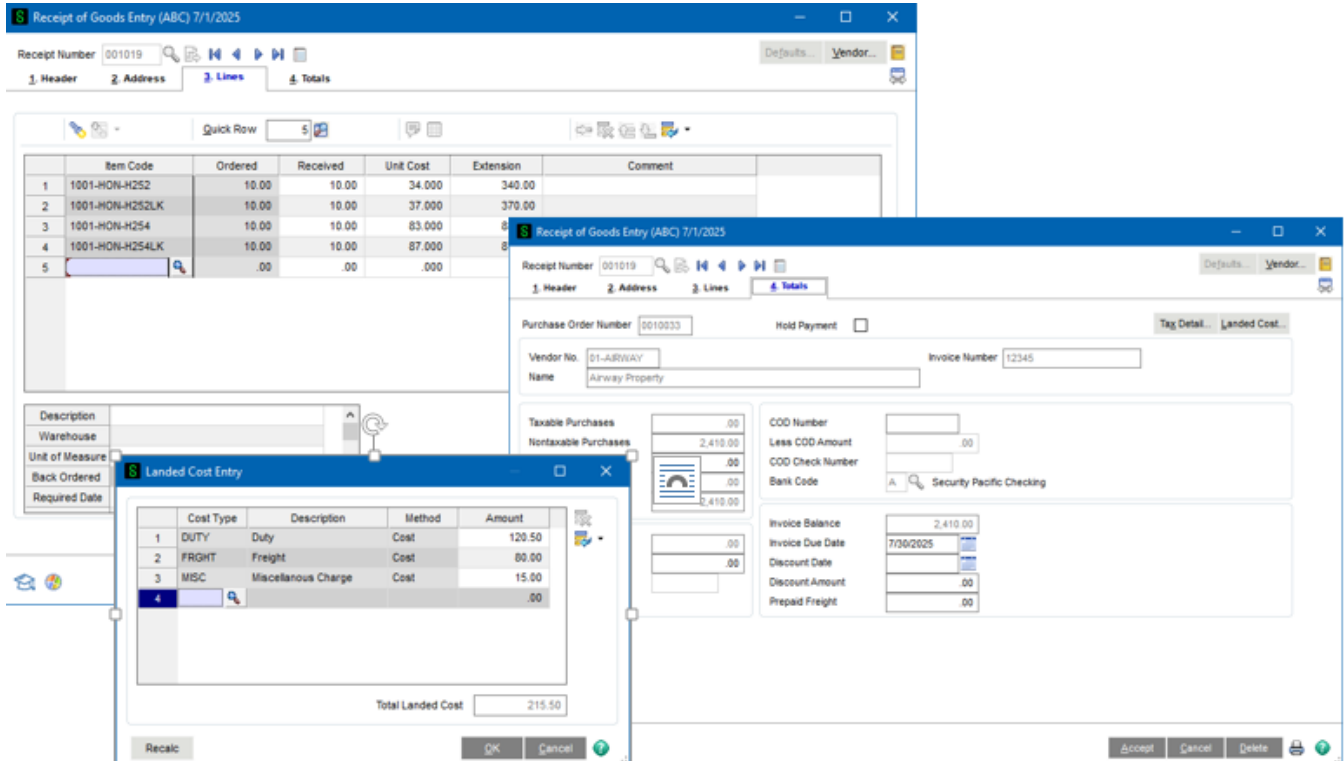 Receipt of Goods Entry (ABC) 7/1/2025
Receipt Number 001019 Defaults... Vendor...
1. Header 2. Address 3. Lines 4. Totals
Quick Row 5
Item Code Ordered Received Unit Cost Extension Comment
1 1001-HON-H252 10.00 10.00 34.000 340.00
2 1001-HON-H252LK 10.00 10.00 37.000 370.00
3 1001-HON-H254 10.00 10.00 83.000 8
4 1001-HON-H254LK 10.00 10.00 87.000 8
5 .00 .00 .000
Description
Warehouse
Unit of Measure
Back Ordered
Required Date
Receipt of Goods Entry (ABC) 7/1/2025
Receipt Number 001019 Defaults... Vendor...
1. Header 2. Address 3. Lines 4. Totals
Purchase Order Number 0010033 Hold Payment Tax Detail... Landed Cost...
Vendor No. 01-AIRWAY Invoice Number 12345
Name Airway Property
Taxable Purchases .00 COD Number
Nontaxable Purchases 2,410.00 Less COD Amount .00
.00 COD Check Number
.00 Bank Code A Security Pacific Checking
2,410.00
Invoice Balance 2,410.00
.00 Invoice Due Date 7/30/2025
.00 Discount Date
Discount Amount .00
Prepaid Freight .00
Accept Cancel Delete
Landed Cost Entry
Cost Type Description Method Amount
1 DUTY Duty Cost 120.50
2 FRGHT Freight Cost 80.00
3 MISC Miscellanous Charge Cost 15.00
4 .00
Total Landed Cost 215.50
Recalc OK Cancel